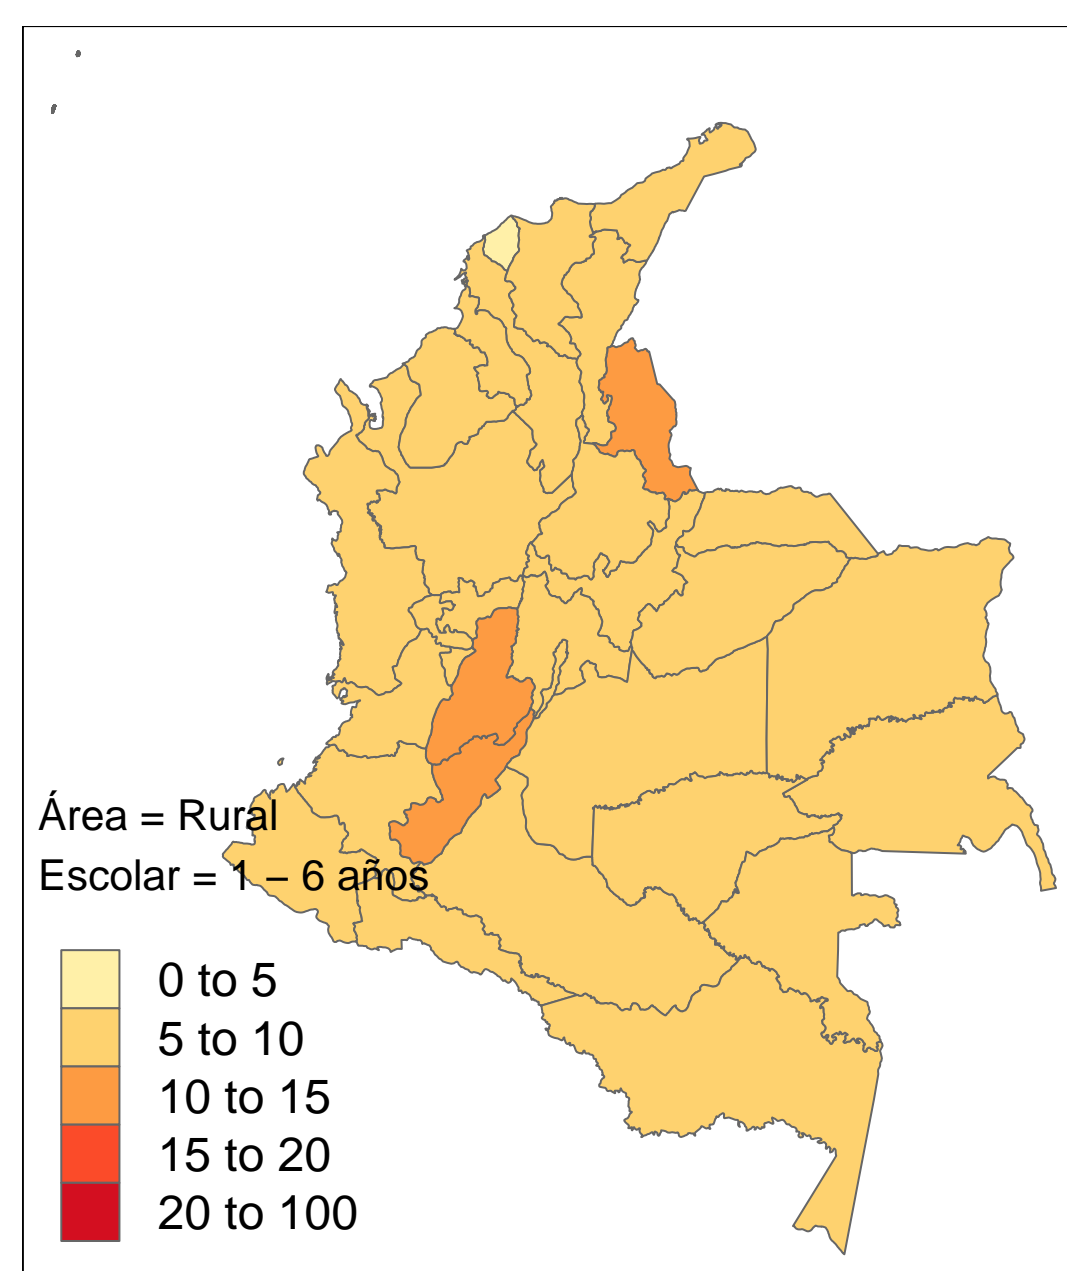 Área = Rural
Escolar = 1 – 6 años
0 to 5
5 to 10
10 to 15
15 to 20
20 to 100